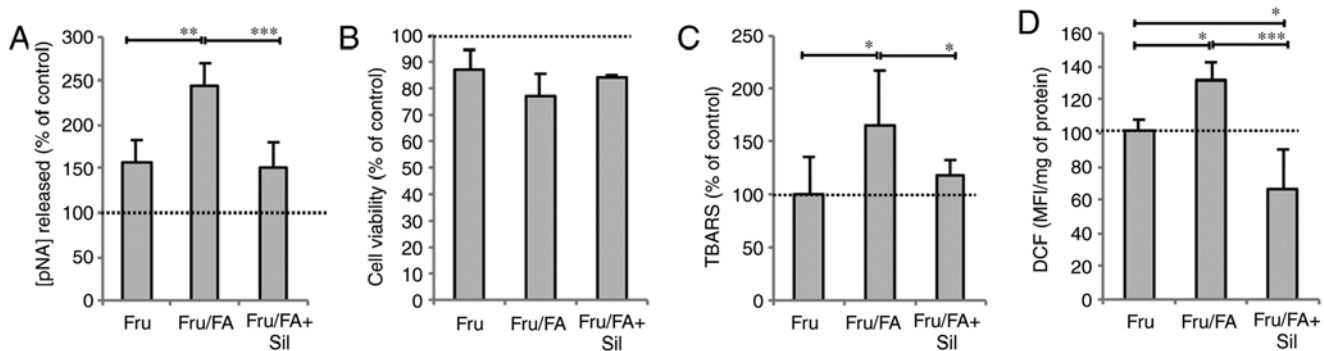 A
[pNA] released (% of control)
300
250
200
150
100
50
0
** ***
Fru Fru/FA Fru/FA+
Sil
B
Cell viability (% of control)
100
90
80
70
60
50
40
30
20
10
0
Fru Fru/FA Fru/FA+
Sil
C
TBARS (% of control)
250
200
150
100
50
0
* *
Fru Fru/FA Fru/FA+
Sil
D
DCF (MFI/mg of protein)
160
140
120
100
80
60
40
20
0
*
* ***
Fru Fru/FA Fru/FA+
Sil